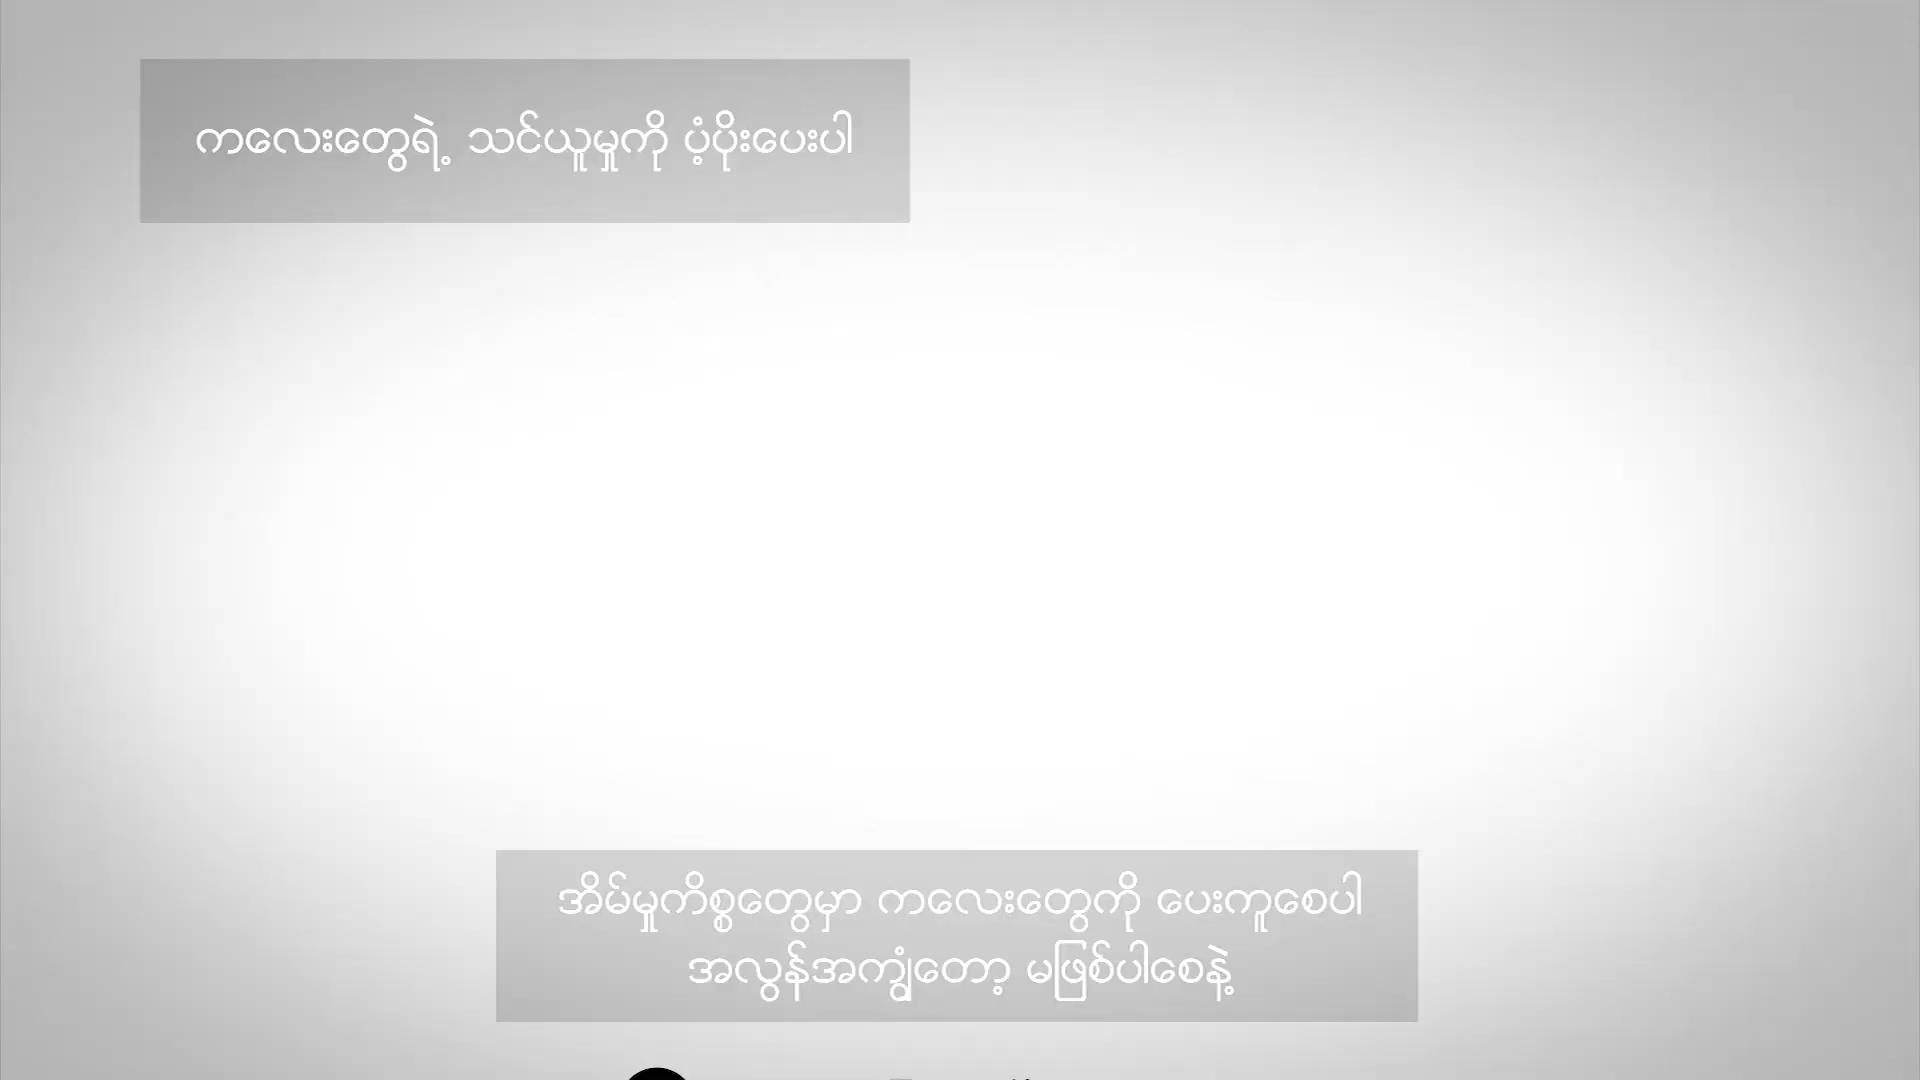 ကလေးတွေရဲ့ သင်ယူမှုကို ပံ့ပိုးပေးပါ
အိမ်မှုကိစ္စတွေမှာ ကလေးတွေကို ပေးကူစေပါ
အလွန်အကျွံတော့ မဖြစ်ပါစေနဲ့